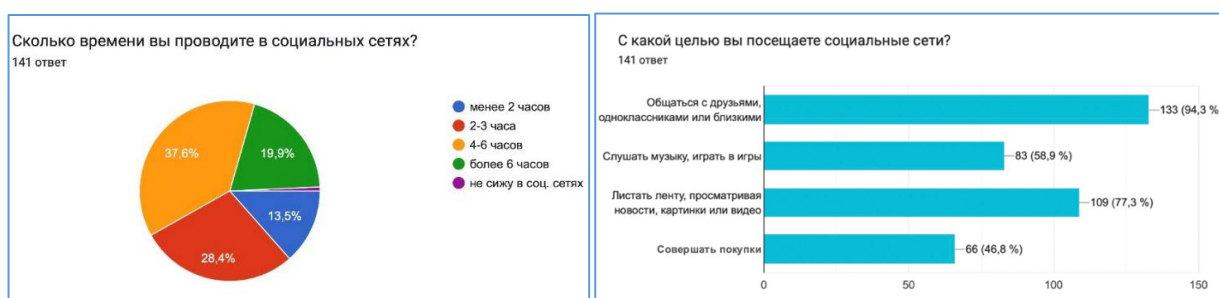 Сколько времени вы проводите в социальных сетях?
141 ответ
менее 2 часов
2-3 часа
4-6 часов
более 6 часов
не сижу в соц. сетях
37,6%
19,9%
13,5%
28,4%
С какой целью вы посещаете социальные сети?
141 ответ
Общаться с друзьями,
одноклассниками или близкими
133 (94,3 %
Слушать музыку, играть в игры
83 (58,9 %)
Листать ленту, просматривая
новости, картинки или видео
109 (77,3 %)
Совершать покупки
66 (46,8 %)
0
50
100
150